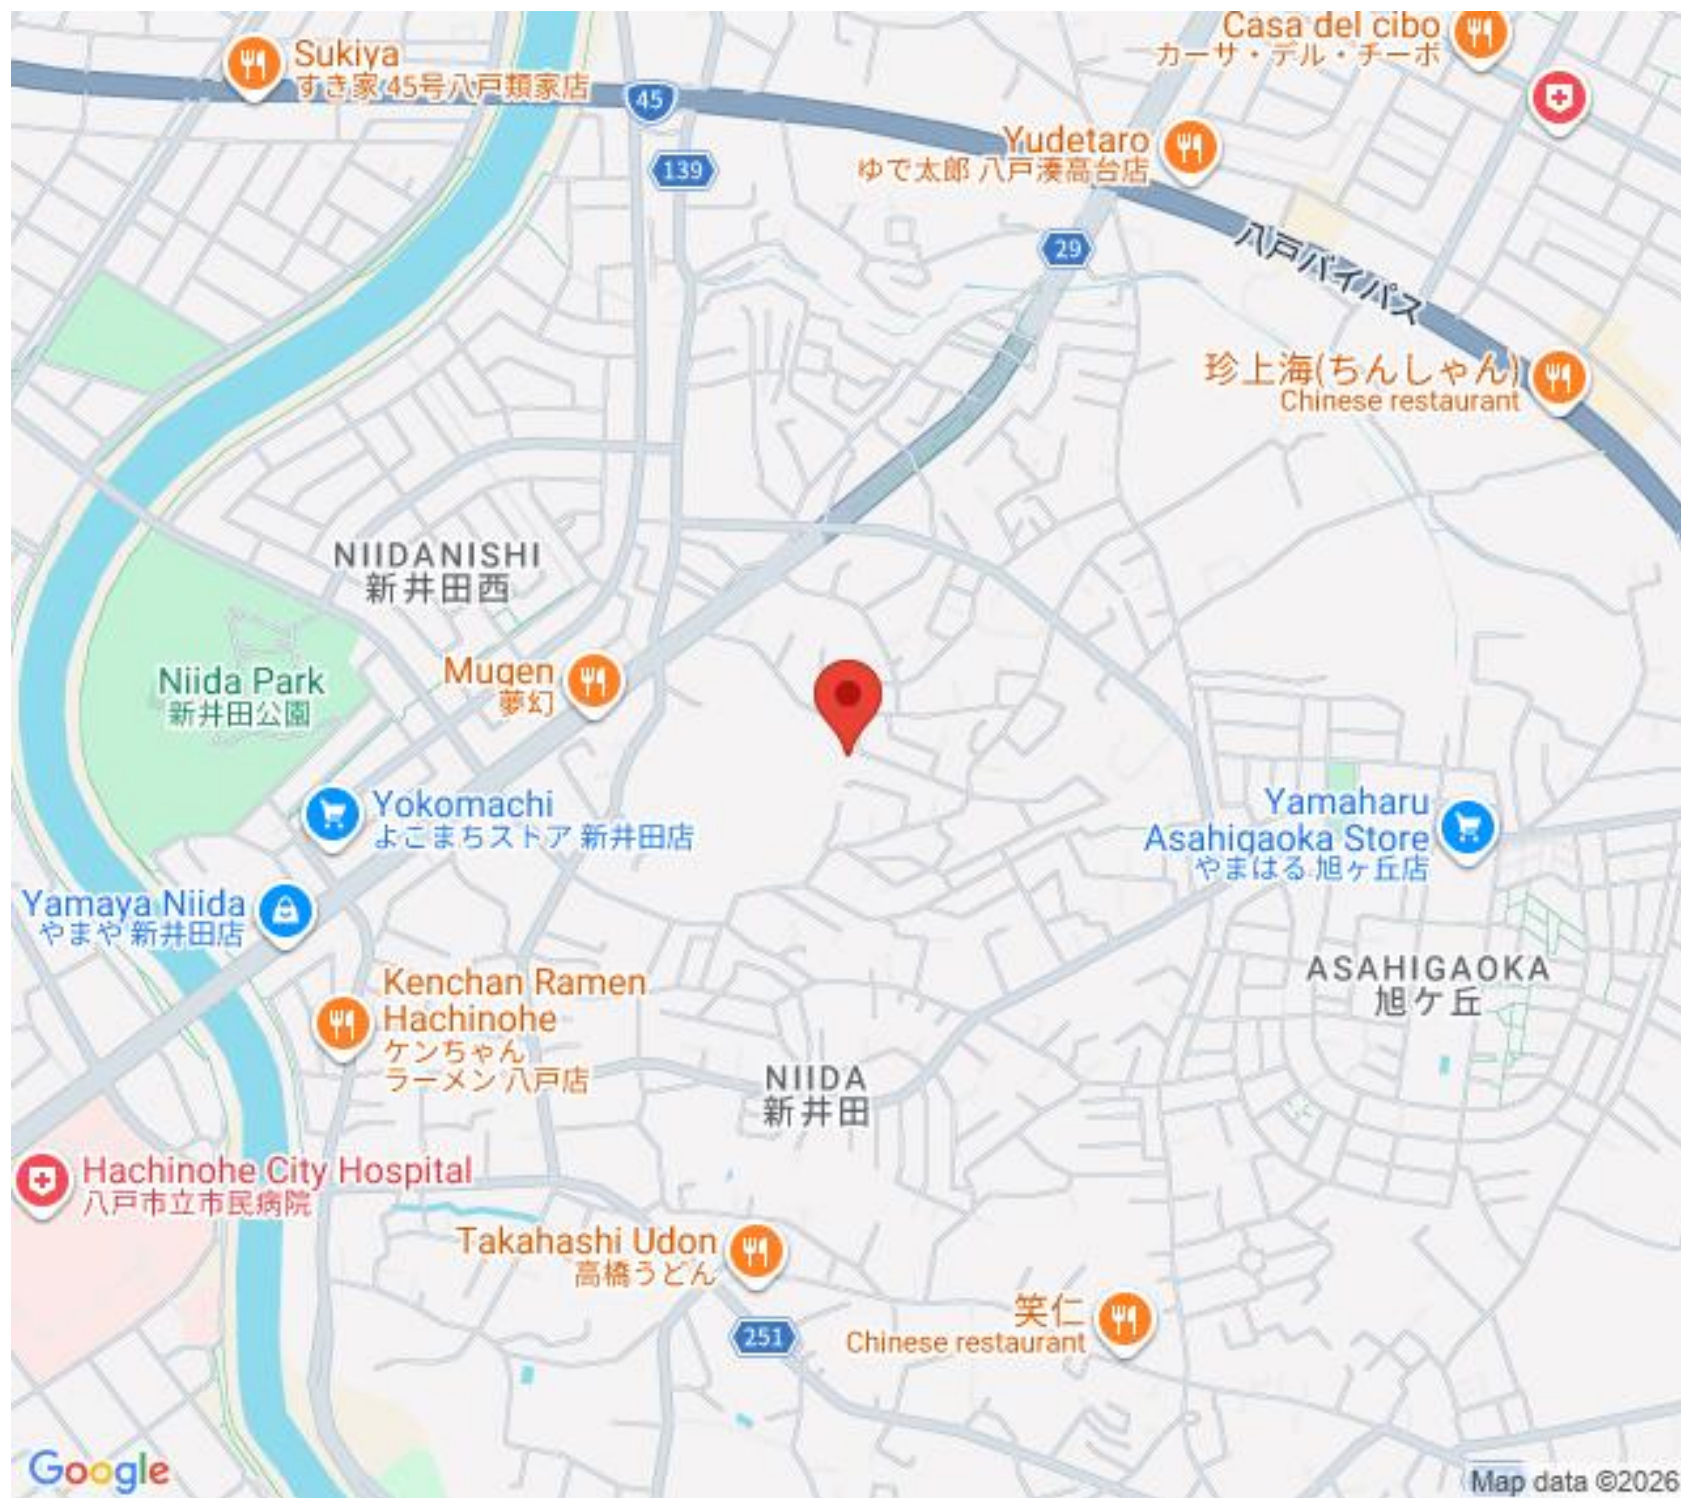 Casa del cibo
カーサ・デル・チーボ
Sukiya
すき家 45号八戸類家店
45
Yudetaro
ゆで太郎 八戸湊高台店
139
29
八戸バイパス
珍上海(ちんしゃん)
Chinese restaurant
NIIDANISHI
新井田西
Mugen
夢幻
Niida Park
新井田公園
Yokomachi
よこまちストア 新井田店
Yamaharu
Asahigaoka Store
やまはる 旭ヶ丘店
Yamaya Niida
やまや 新井田店
ASAHIGAOKA
旭ケ丘
Kenchan Ramen
Hachinohe
ケンちゃん
ラーメン 八戸店
NIIDA
新井田
Hachinohe City Hospital
八戸市立市民病院
Takahashi Udon
高橋うどん
笑仁
Chinese restaurant
251
Google
Map data ©2026